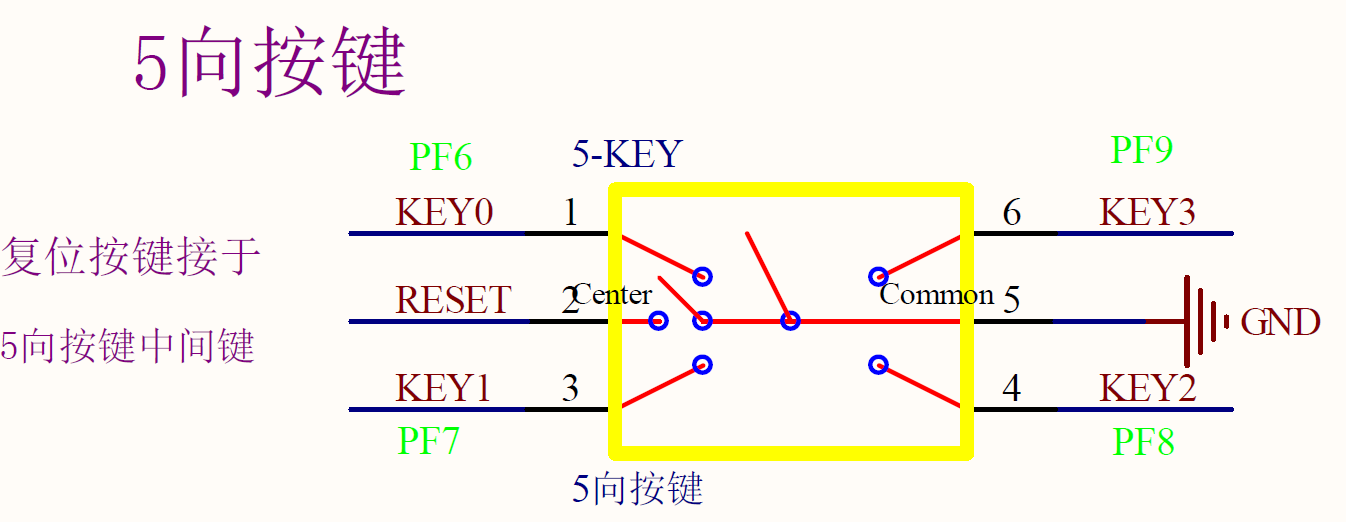 5向按键
PF6
5-KEY
PF9
KEY0
1
6
KEY3
复位按键接于
RESET
2
Center
Common
5
GND
5向按键中间键
KEY1
3
4
KEY2
PF7
PF8
5向按键